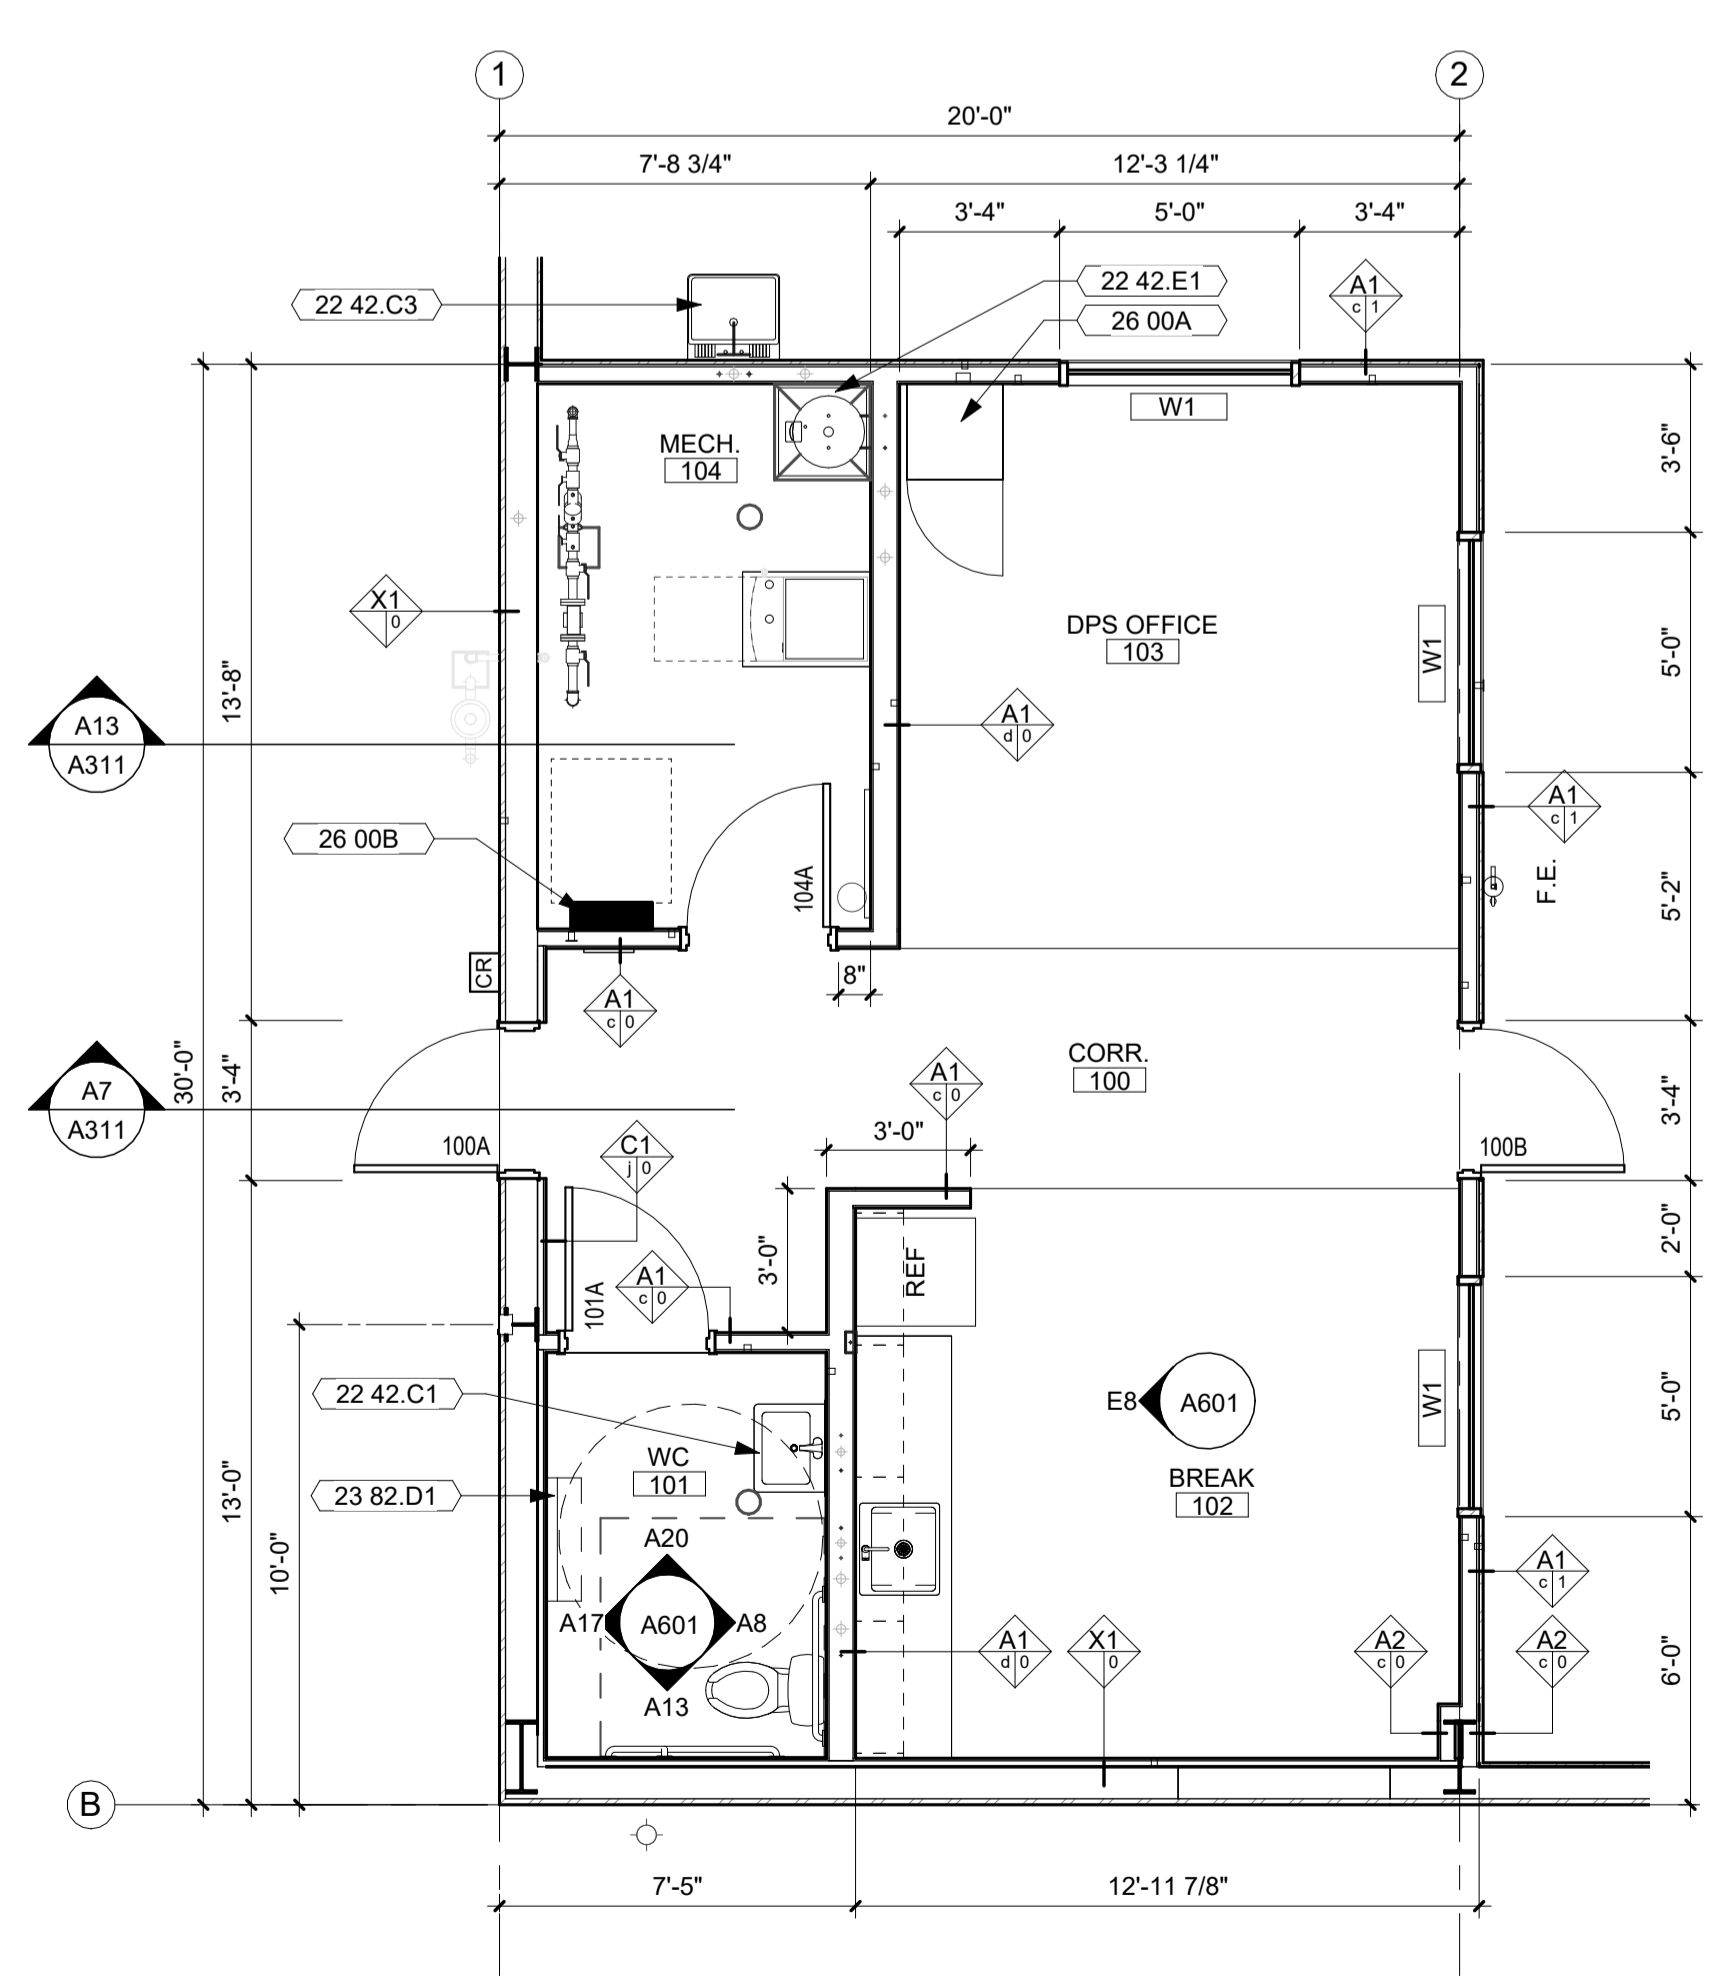 1
2
20'-0"
7'-8 3/4"
12'-3 1/4"
3'-4"
5'-0"
3'-4"
22 42.C3
22 42.E1
26 00A
A1
c 1
W1
MECH.
104
3'-6"
X1
0
DPS OFFICE
103
W1
5'-0"
13'-8"
A13
A311
A1
d 0
A1
c 1
26 00B
104A
F.E.
5'-2"
CR
8"
A1
c 0
CORR.
100
30'-0"
3'-4"
A7
A311
A1
c 0
3'-4"
100A
C1
j 0
3'-0"
100B
3'-0"
REF
2'-0"
A1
c 0
101A
22 42.C1
E8
A601
W1
5'-0"
WC
101
BREAK
102
23 82.D1
13'-0"
10'-0"
A20
A17
A601
A8
A13
A1
c 1
A1
d 0
X1
0
A2
c 0
A2
c 0
6'-0"
B
7'-5"
12'-11 7/8"